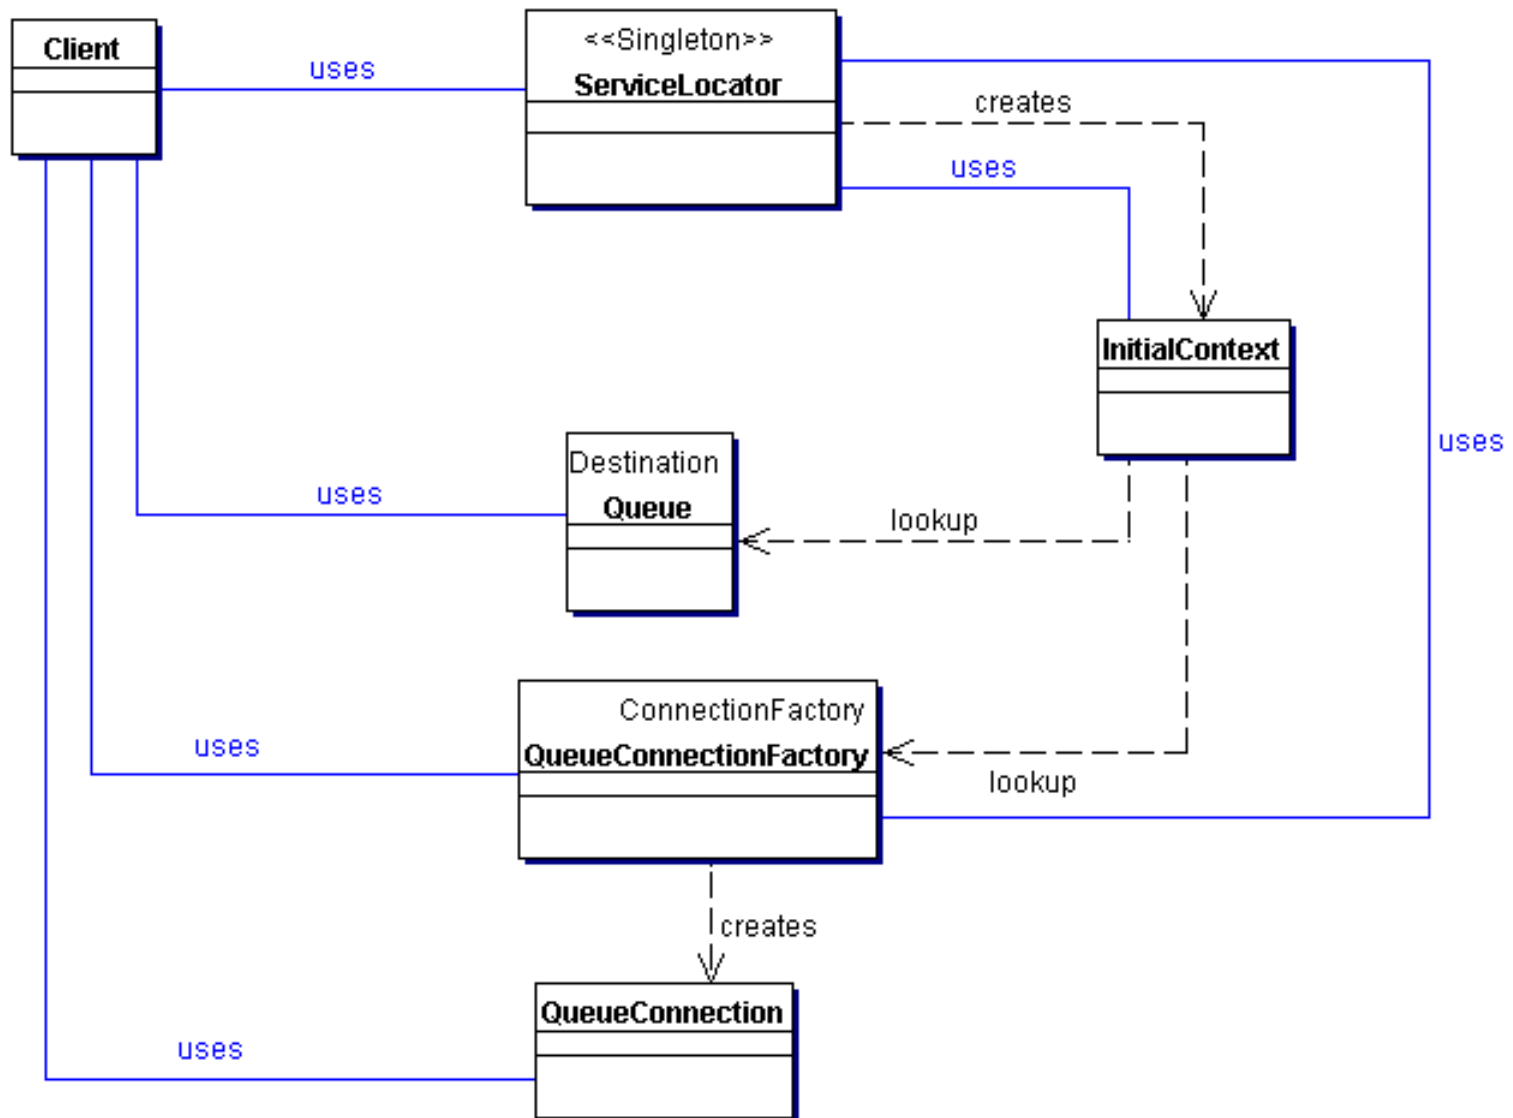 Client
uses
<<Singleton>>
ServiceLocator
creates
uses
InitialContext
uses
Destination
Queue
uses
lookup
ConnectionFactory
QueueConnectionFactory
uses
lookup
creates
QueueConnection
uses